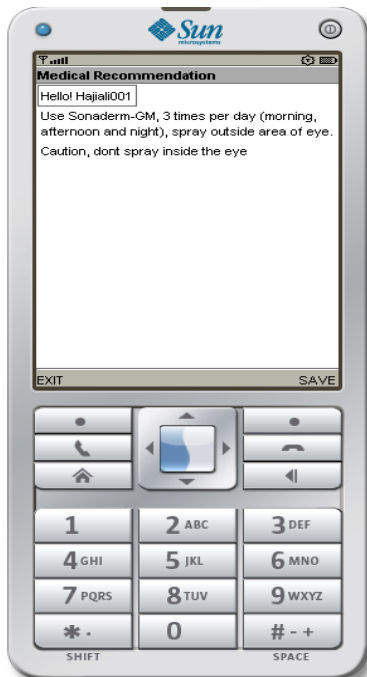 Sun
microsystems
Medical Recommendation
Hello! Hajiali001
Use Sonaderm-GM, 3 times per day (morning,
afternoon and night), spray outside area of eye.
Caution, dont spray inside the eye
EXIT SAVE
1 2 ABC 3 DEF
4 GHI 5 JKL 6 MNO
7 PQRS 8 TUV 9 WXYZ
* . 0 # - +
SHIFT SPACE